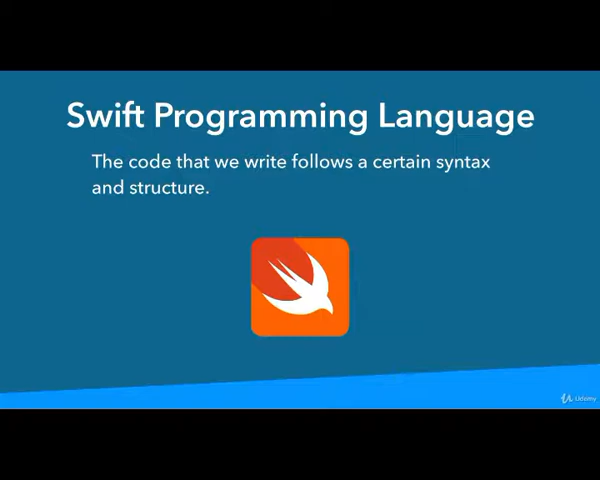 Swift Programming Language
The code that we write follows a certain syntax
and structure.
Udemy